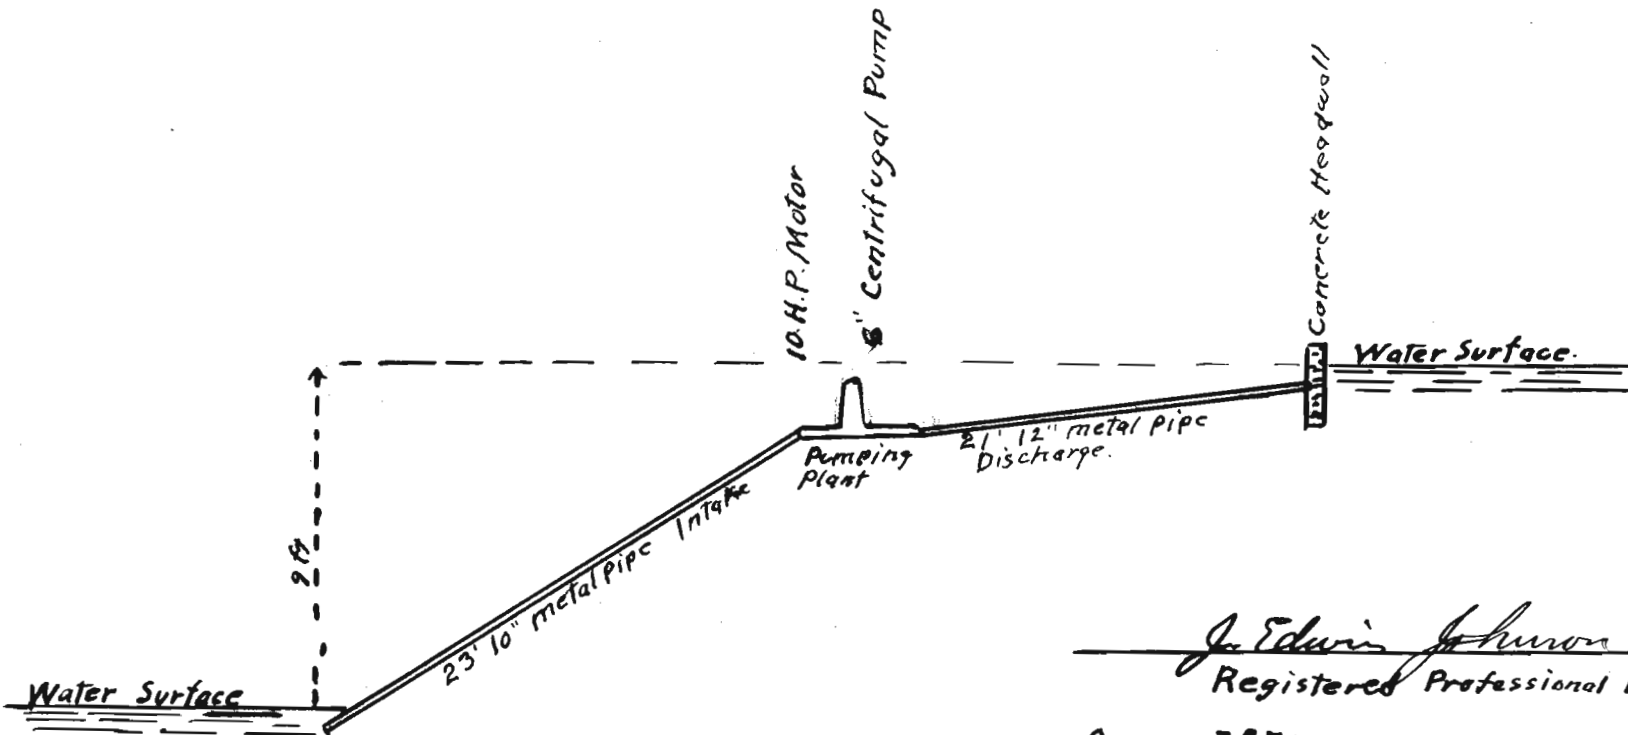 10. H.P. Motor
8" Centrifugal Pump
Concrete Headwall
Water Surface.
21' 12" metal pipe
Discharge.
Pumping
Plant
23' 10" metal pipe Intake
9 ft
Water Surface
Edwin Johnson
Registered Professional